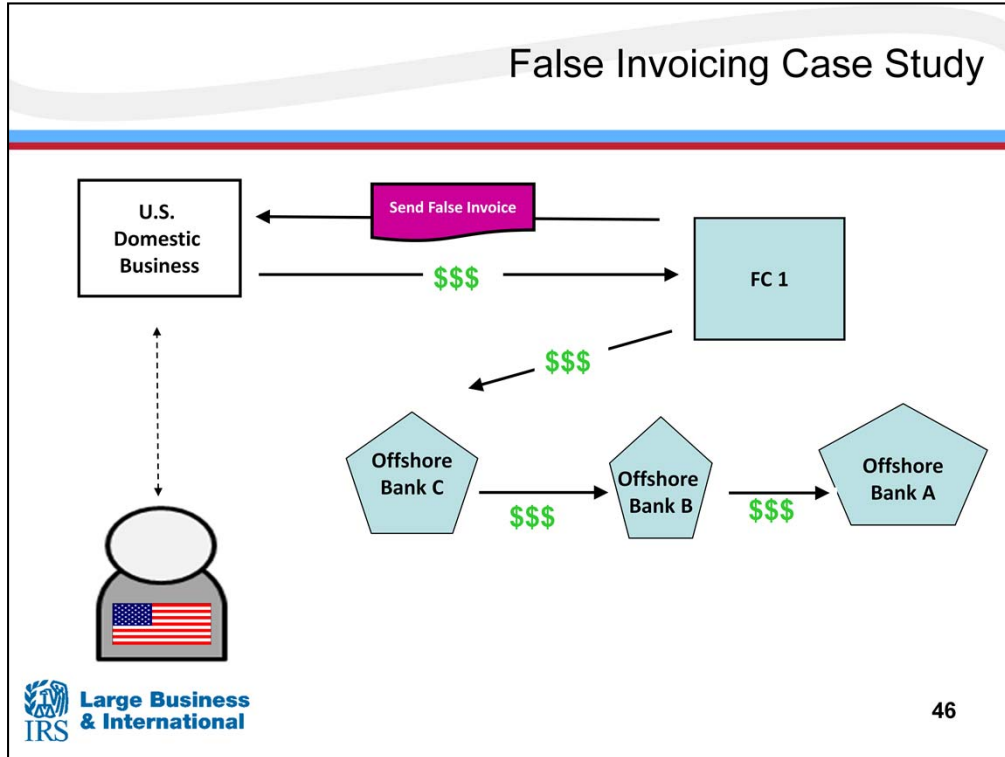 False Invoicing Case Study
U.S.
Domestic
Business
Send False Invoice
$$$
FC 1
$$$
Offshore
Bank C
$$$
Offshore
Bank B
$$$
Offshore
Bank A
IRS
Large Business
& International
46